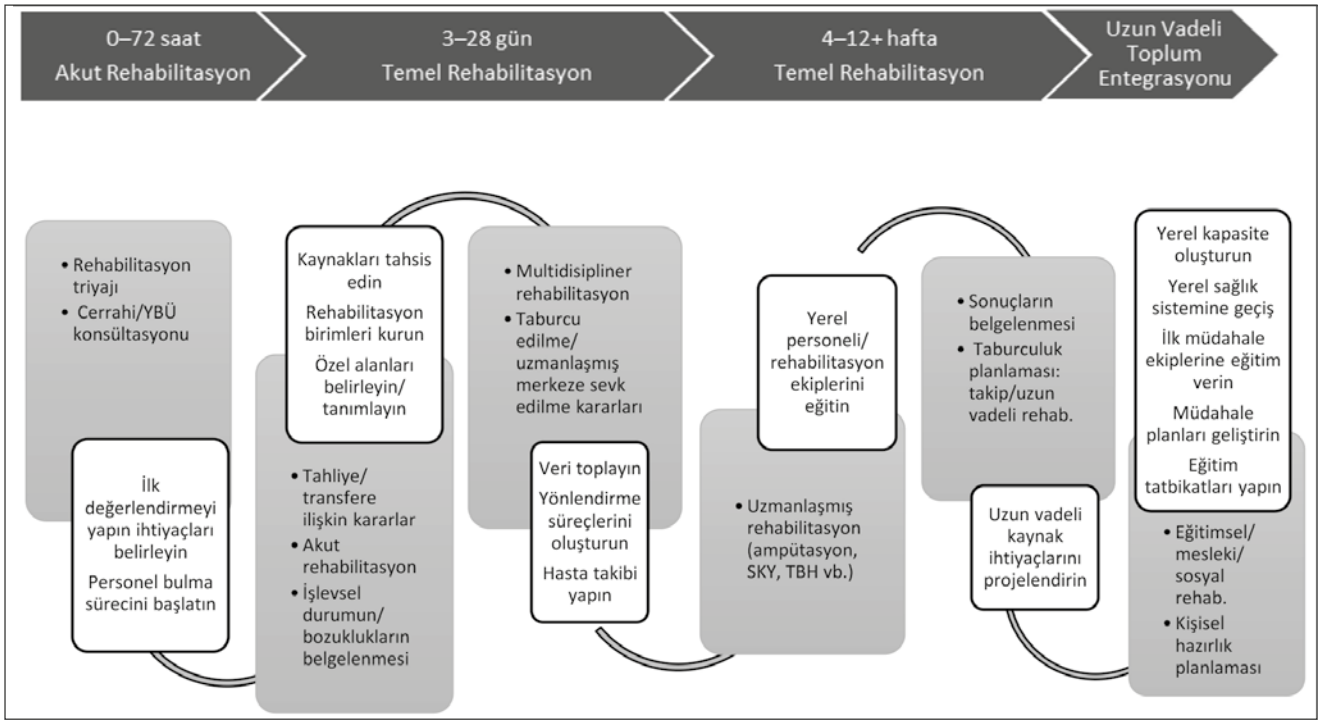 0–72 saat
Akut Rehabilitasyon
3–28 gün
Temel Rehabilitasyon
4–12+ hafta
Temel Rehabilitasyon
Uzun Vadeli
Toplum
Entegrasyonu
• Rehabilitasyon
triyajı
• Cerrahi/YBÜ
konsültasyonu
İlk
değerlendirmeyi
yapın ihtiyaçları
belirleyin
Personel bulma
sürecini başlatın
Kaynakları tahsis
edin
Rehabilitasyon
birimleri kurun
Özel alanları
belirleyin/
tanımlayın
• Tahliye/
transfere
ilişkin kararlar
• Akut
rehabilitasyon
• İşlevsel
durumun/
bozuklukların
belgelenmesi
• Multidisipliner
rehabilitasyon
• Taburcu
edilme/
uzmanlaşmış
merkeze sevk
edilme kararları
Veri toplayın
Yönlendirme
süreçlerini
oluşturun
Hasta takibi
yapın
Yerel
personeli/
rehabilitasyon
ekiplerini
eğitin
• Uzmanlaşmış
rehabilitasyon
(ampütasyon,
SKY, TBH vb.)
• Sonuçların
belgelenmesi
• Taburculuk
planlaması:
takip/uzun
vadeli rehab.
Uzun vadeli
kaynak
ihtiyaçlarını
projelendirin
Yerel kapasite
oluşturun
Yerel sağlık
sistemine geçiş
İlk müdahale
ekiplerine eğitim
verin
Müdahale
planları geliştirin
Eğitim
tatbikatları yapın
• Eğitimsel/
mesleki/
sosyal
rehab.
• Kişisel
hazırlık
planlaması